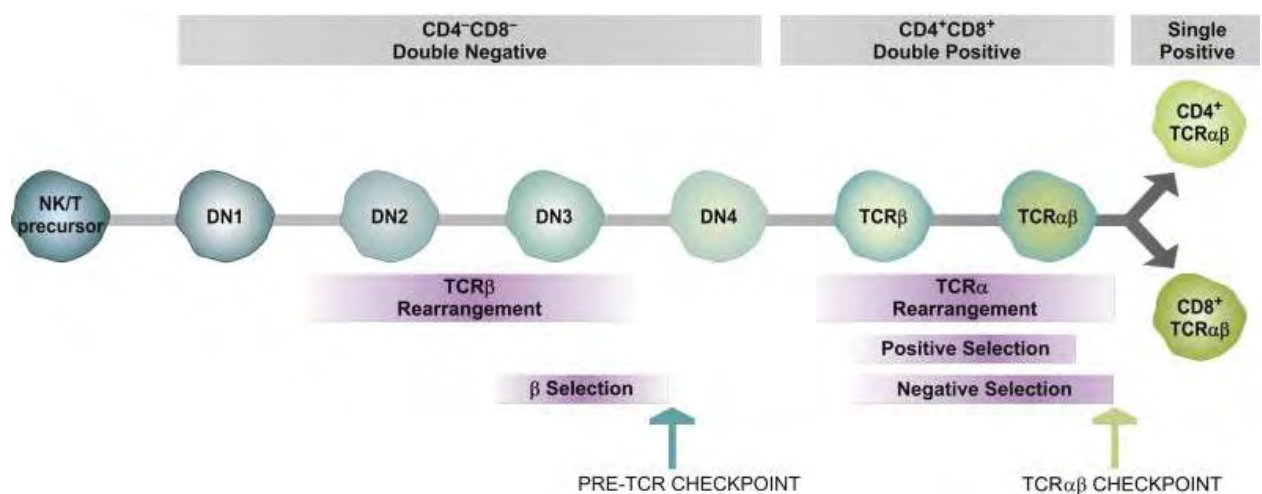 CD4⁻CD8⁻
Double Negative
CD4⁺CD8⁺
Double Positive
Single
Positive
CD4⁺
TCRαβ
NK/T
precursor
DN1
DN2
DN3
DN4
TCRβ
TCRαβ
TCRβ
Rearrangement
TCRα
Rearrangement
CD8⁺
TCRαβ
Positive Selection
β Selection
Negative Selection
PRE-TCR CHECKPOINT
TCRαβ CHECKPOINT